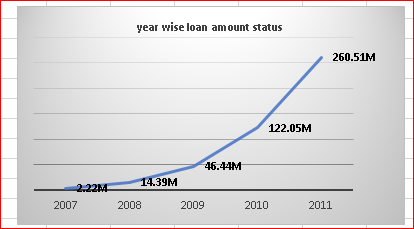 year wise loan amount status
260.51M
122.05M
46.44M
14.39M
2.22M
2007 2008 2009 2010 2011